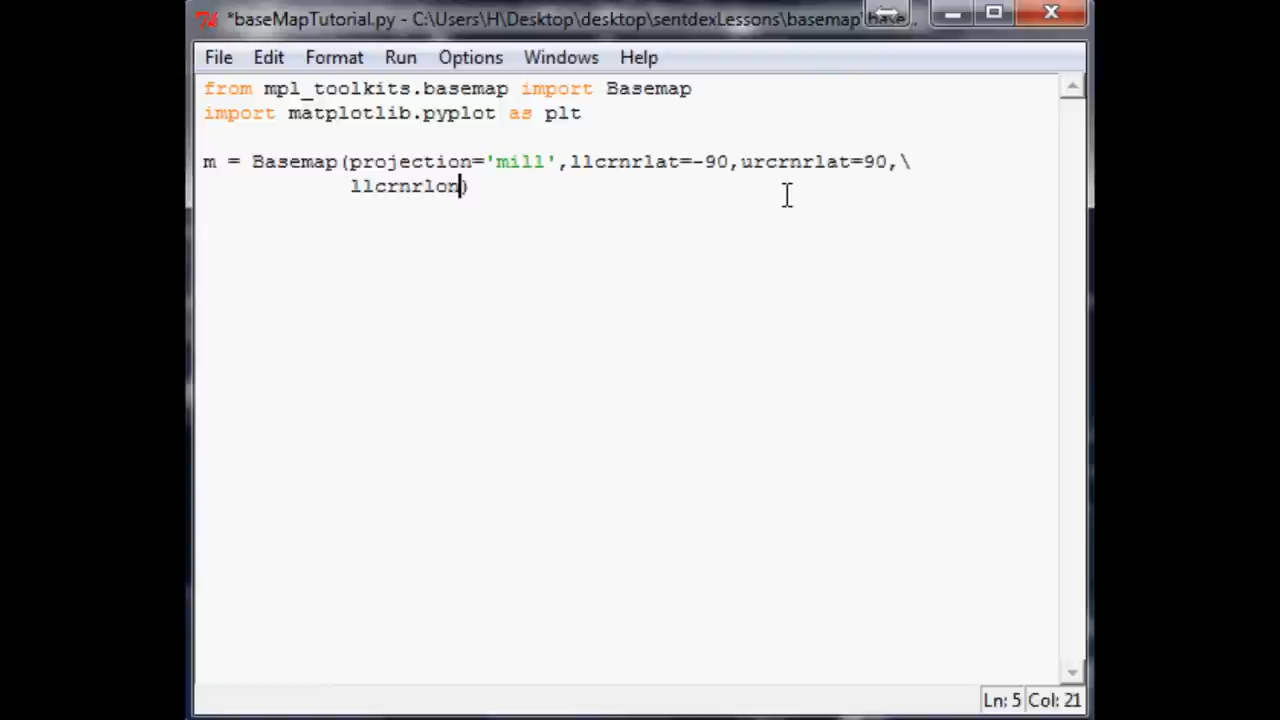 *baseMapTutorial.py - C:\Users\H\Desktop\desktop\sentdexLessons\basemap\base...
File Edit Format Run Options Windows Help
from mpl_toolkits.basemap import Basemap
import matplotlib.pyplot as plt
m = Basemap(projection='mill',llcrnrlat=-90,urcrnrlat=90,\
llcrnrlon)
Ln: 5 Col: 21